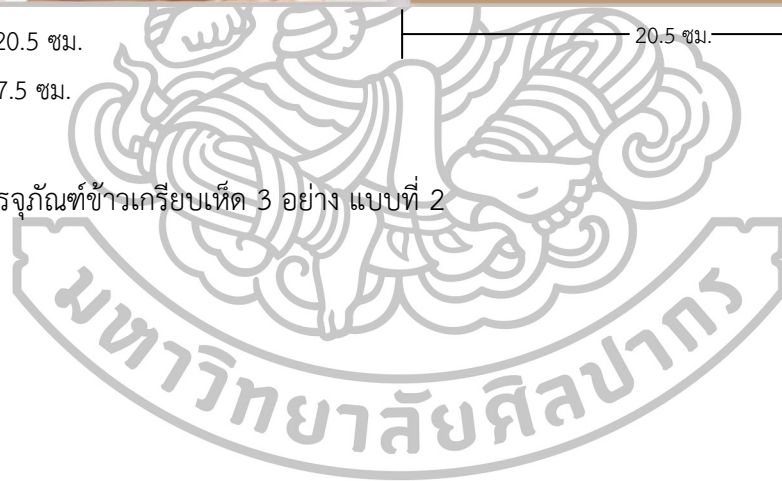 20.5 ซม.
20.5 ซม.
7.5 ซม.
รจุภัณฑ์ข้าวเกรียบเห็ด 3 อย่าง แบบที่ 2
มหาวิทยาลัยศิลปากร